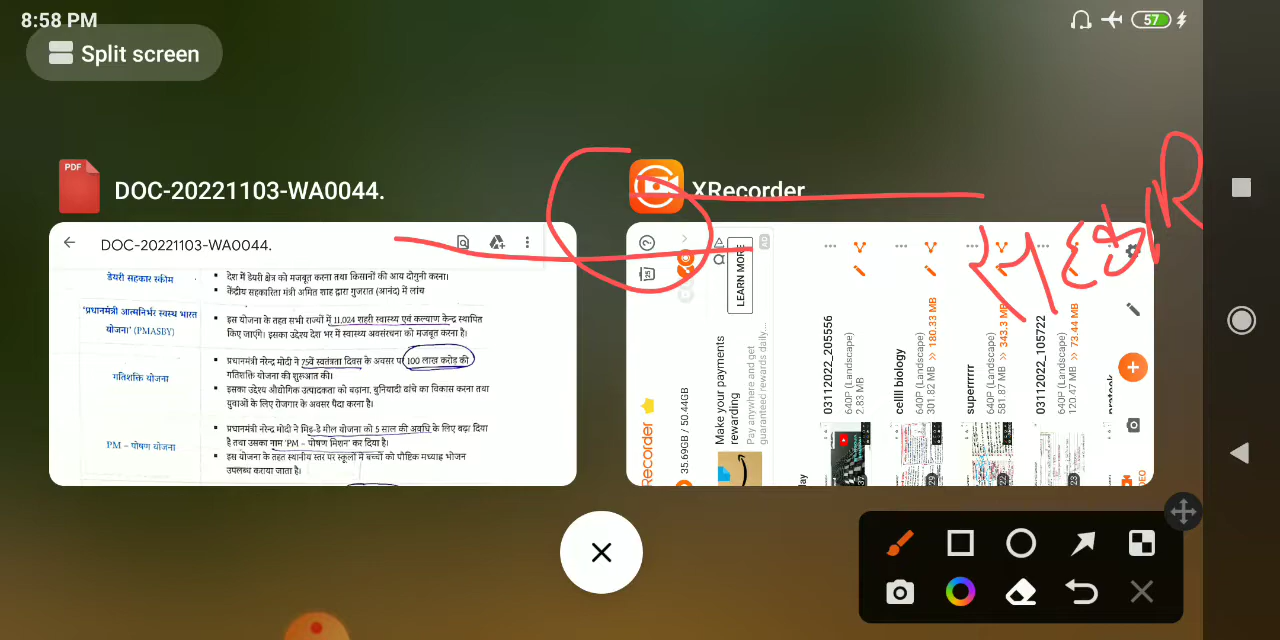 8:58 PM
57
Split screen
PDF
DOC-20221103-WA0044.
XRecorder
DOC-20221103-WA0044.
डेयरी सहकार स्कीम
देश में डेयरी क्षेत्र को मजबूत करना तथा किसानों की आय दोगुनी करना।
केंद्रीय सहकारिता मंत्री अमित शाह द्वारा गुजरात (आनंद) में लांच
'प्रधानमंत्री आत्मनिर्भर स्वस्थ भारत
योजना' (PMASBY)
इस योजना के तहत सभी राज्यों में 11,024 शहरी स्वास्थ्य एवं कल्याण केन्द्र स्थापित
किए जाएंगे। इसका उद्देश्य देश भर में स्वास्थ्य अवसंरचना को मजबूत करना है।
गतिशक्ति योजना
प्रधानमंत्री नरेन्द्र मोदी ने 75वें स्वतंत्रता दिवस के अवसर पर 100 लाख करोड़ की
गतिशक्ति योजना की शुरूआत की।
इसका उद्देश्य औद्योगिक उत्पादकता को बढ़ाना, बुनियादी ढांचे का विकास करना तथा
युवाओं के लिए रोजगार के अवसर पैदा करना है।
PM – पोषण योजना
प्रधानमंत्री नरेन्द्र मोदी ने मिड-डे मील योजना को 5 साल की अवधि के लिए बढ़ा दिया
है तथा उसका नाम 'PM – पोषण मिशन' कर दिया है।
इस योजना के तहत स्थानीय स्तर पर स्कूलों में बच्चों को पौष्टिक मध्याह्न भोजन
उपलब्ध कराया जाता है।
Recorder
35.69GB / 50.44GB
AD
LEARN MORE
Make your payments
rewarding
Pay anywhere and get
guaranteed rewards daily...
03112022_205556
640P (Landscape)
2.83 MB
cellll biology
640P (Landscape)
301.82 MB >> 180.33 MB
superrrrrr
640P (Landscape)
581.87 MB >> 343.3 MB
03112022_105722
640P (Landscape)
120.47 MB >> 73.44 MB